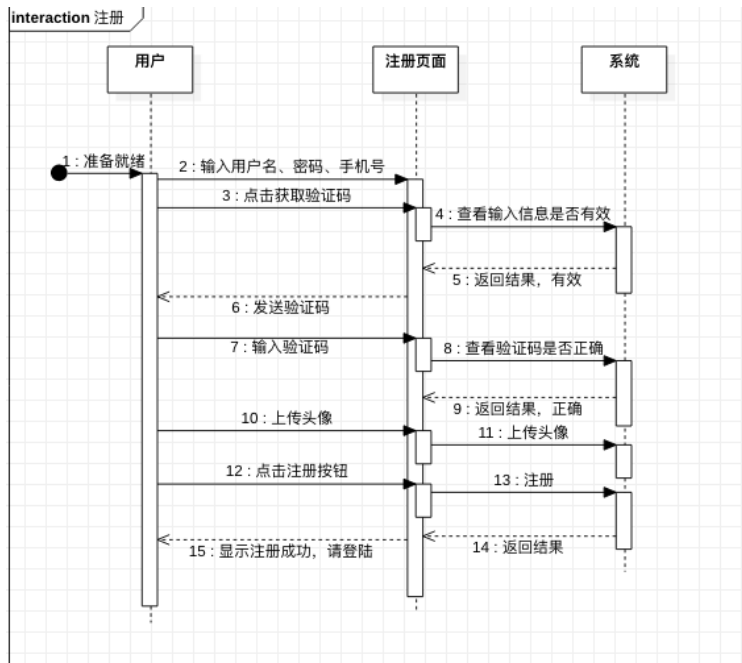 interaction 注册
用户
注册页面
系统
1 : 准备就绪
2 : 输入用户名、密码、手机号
3 : 点击获取验证码
4 : 查看输入信息是否有效
5 : 返回结果，有效
6 : 发送验证码
7 : 输入验证码
8 : 查看验证码是否正确
9 : 返回结果，正确
10 : 上传头像
11 : 上传头像
12 : 点击注册按钮
13 : 注册
14 : 返回结果
15 : 显示注册成功，请登陆